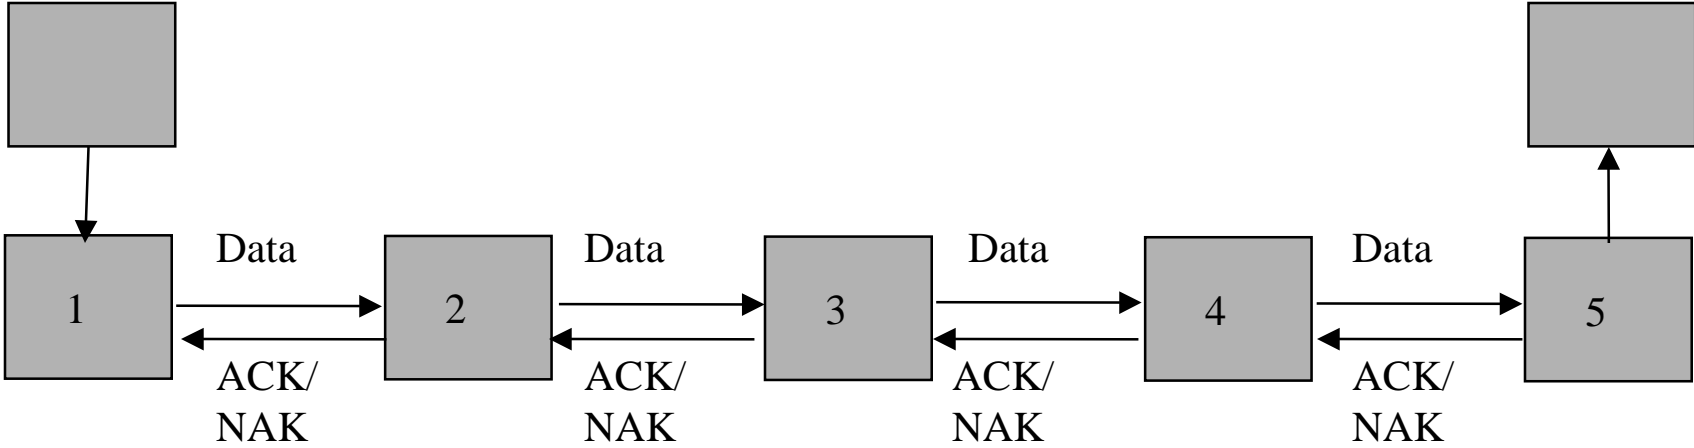 Data Data Data Data
1 2 3 4 5
ACK/ ACK/ ACK/ ACK/
NAK NAK NAK NAK